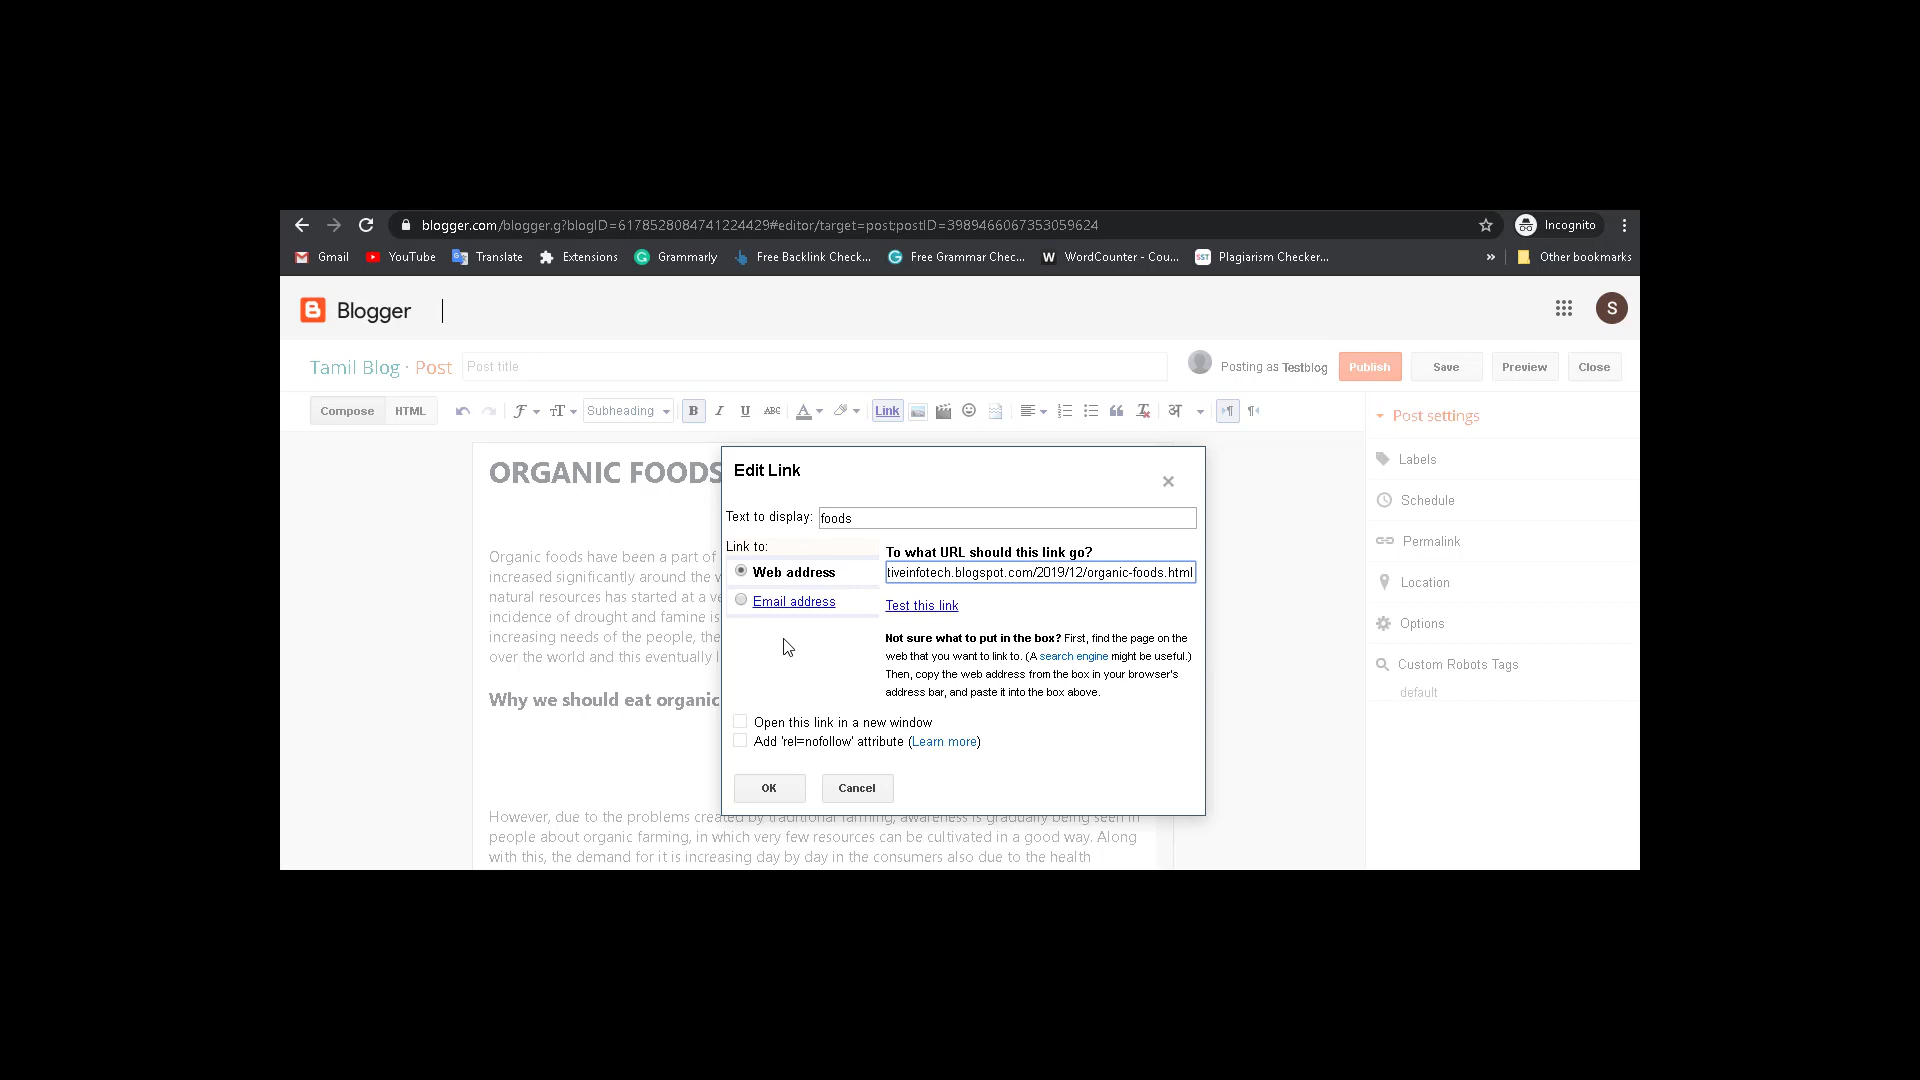 blogger.com/blogger.g?blogID=6178528084741224429#editor/target=post;postID=3989466067353059624
Incognito
Gmail YouTube Translate Extensions Grammarly Free Backlink Check... Free Grammar Chec... WordCounter - Cou... Plagiarism Checker... » Other bookmarks
Blogger
S
Tamil Blog · Post Post title Posting as Testblog Publish Save Preview Close
Compose HTML Subheading B I U ABC A Link अ
Post settings
Labels
Schedule
Permalink
Location
Options
Custom Robots Tags
default
ORGANIC FOODS
Organic foods have been a part of
increased significantly around the
natural resources has started at a
incidence of drought and famine is
increasing needs of the people, the
over the world and this eventually
Why we should eat organic
However, due to the problems created by traditional farming, awareness is gradually being seen in
people about organic farming, in which very few resources can be cultivated in a good way. Along
with this, the demand for it is increasing day by day in the consumers also due to the health
Edit Link
Text to display: foods
Link to:
Web address
Email address
To what URL should this link go?
tiveinfotech.blogspot.com/2019/12/organic-foods.html
Test this link
Not sure what to put in the box? First, find the page on the
web that you want to link to. (A search engine might be useful.)
Then, copy the web address from the box in your browser's
address bar, and paste it into the box above.
Open this link in a new window
Add 'rel=nofollow' attribute (Learn more)
OK Cancel